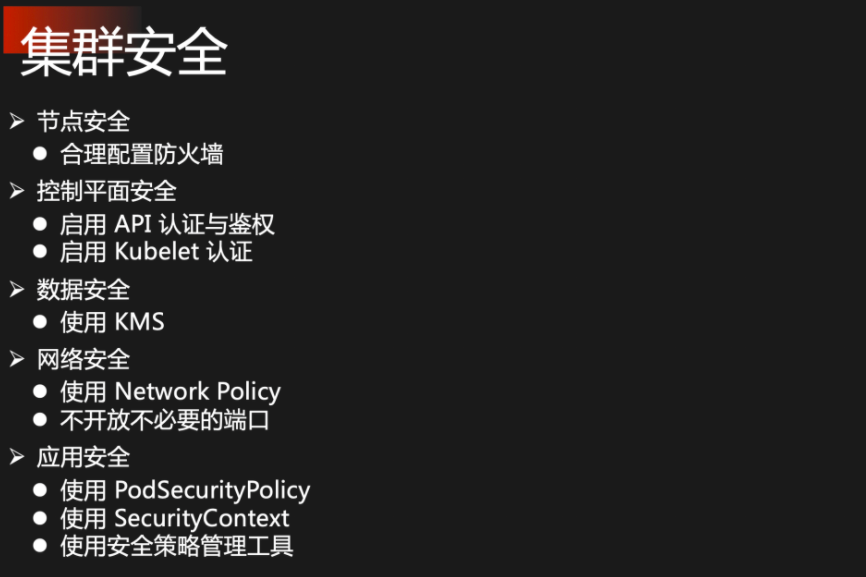 集群安全
➢ 节点安全
● 合理配置防火墙
➢ 控制平面安全
● 启用 API 认证与鉴权
● 启用 Kubelet 认证
➢ 数据安全
● 使用 KMS
➢ 网络安全
● 使用 Network Policy
● 不开放不必要的端口
➢ 应用安全
● 使用 PodSecurityPolicy
● 使用 SecurityContext
● 使用安全策略管理工具